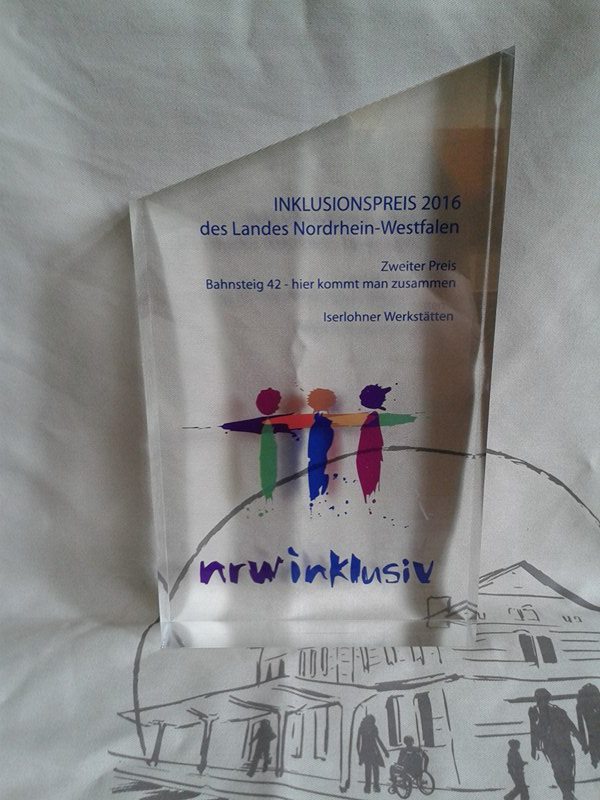 INKLUSIONSPREIS 2016
des Landes Nordrhein-Westfalen
Zweiter Preis
Bahnsteig 42 - hier kommt man zusammen
Iserlohner Werkstätten
nrw inklusiv